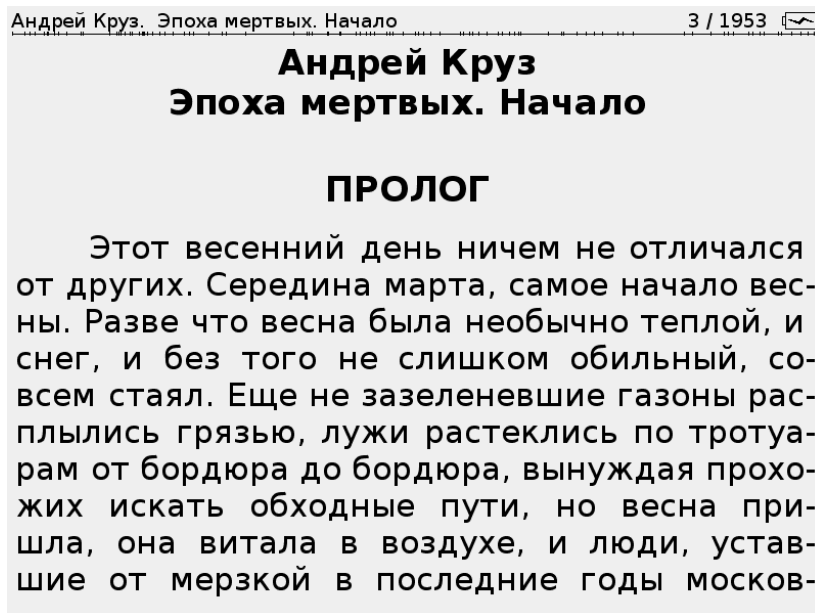 Андрей Круз.  Эпоха мертвых. Начало 3 / 1953
Андрей Круз
Эпоха мертвых. Начало
ПРОЛОГ
Этот весенний день ничем не отличался
от других. Середина марта, самое начало вес-
ны. Разве что весна была необычно теплой, и
снег, и без того не слишком обильный, со-
всем стаял. Еще не зазеленевшие газоны рас-
плылись грязью, лужи растеклись по тротуа-
рам от бордюра до бордюра, вынуждая прохо-
жих искать обходные пути, но весна при-
шла, она витала в воздухе, и люди, устав-
шие от мерзкой в последние годы москов-